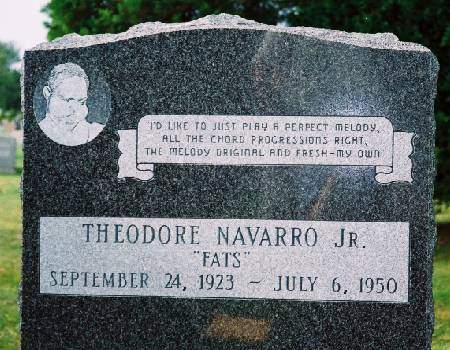 I'D LIKE TO JUST PLAY A PERFECT MELODY,
ALL THE CHORD PROGRESSIONS RIGHT,
THE MELODY ORIGINAL AND FRESH-MY OWN
THEODORE NAVARRO JR.
"FATS"
SEPTEMBER 24, 1923 ~ JULY 6, 1950